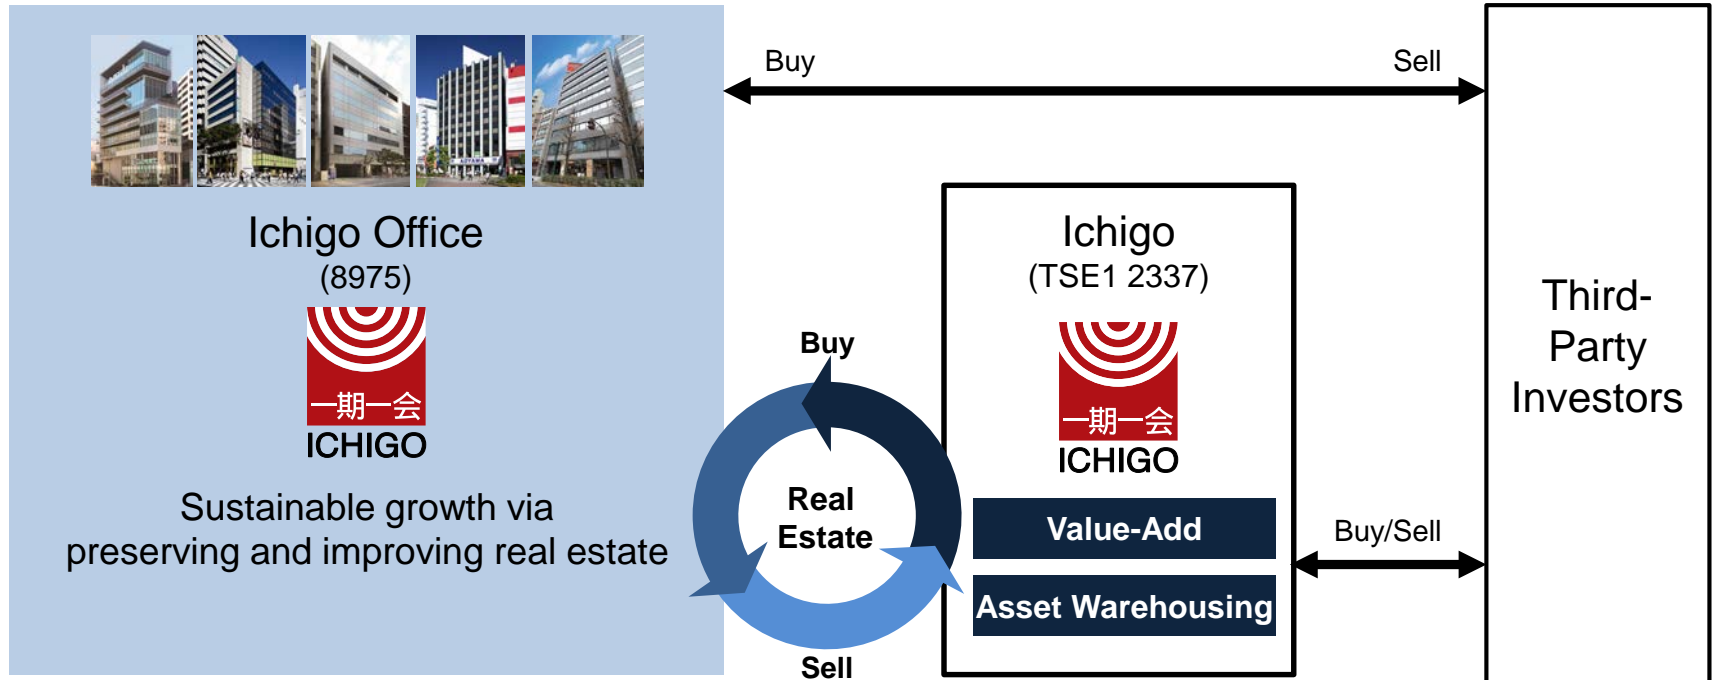 Buy
Sell
AOYAMA
Ichigo Office
(8975)
一期一会
ICHIGO
Sustainable growth via
preserving and improving real estate
Buy
Real
Estate
Sell
Ichigo
(TSE1 2337)
一期一会
ICHIGO
Value-Add
Asset Warehousing
Buy/Sell
Third-
Party
Investors